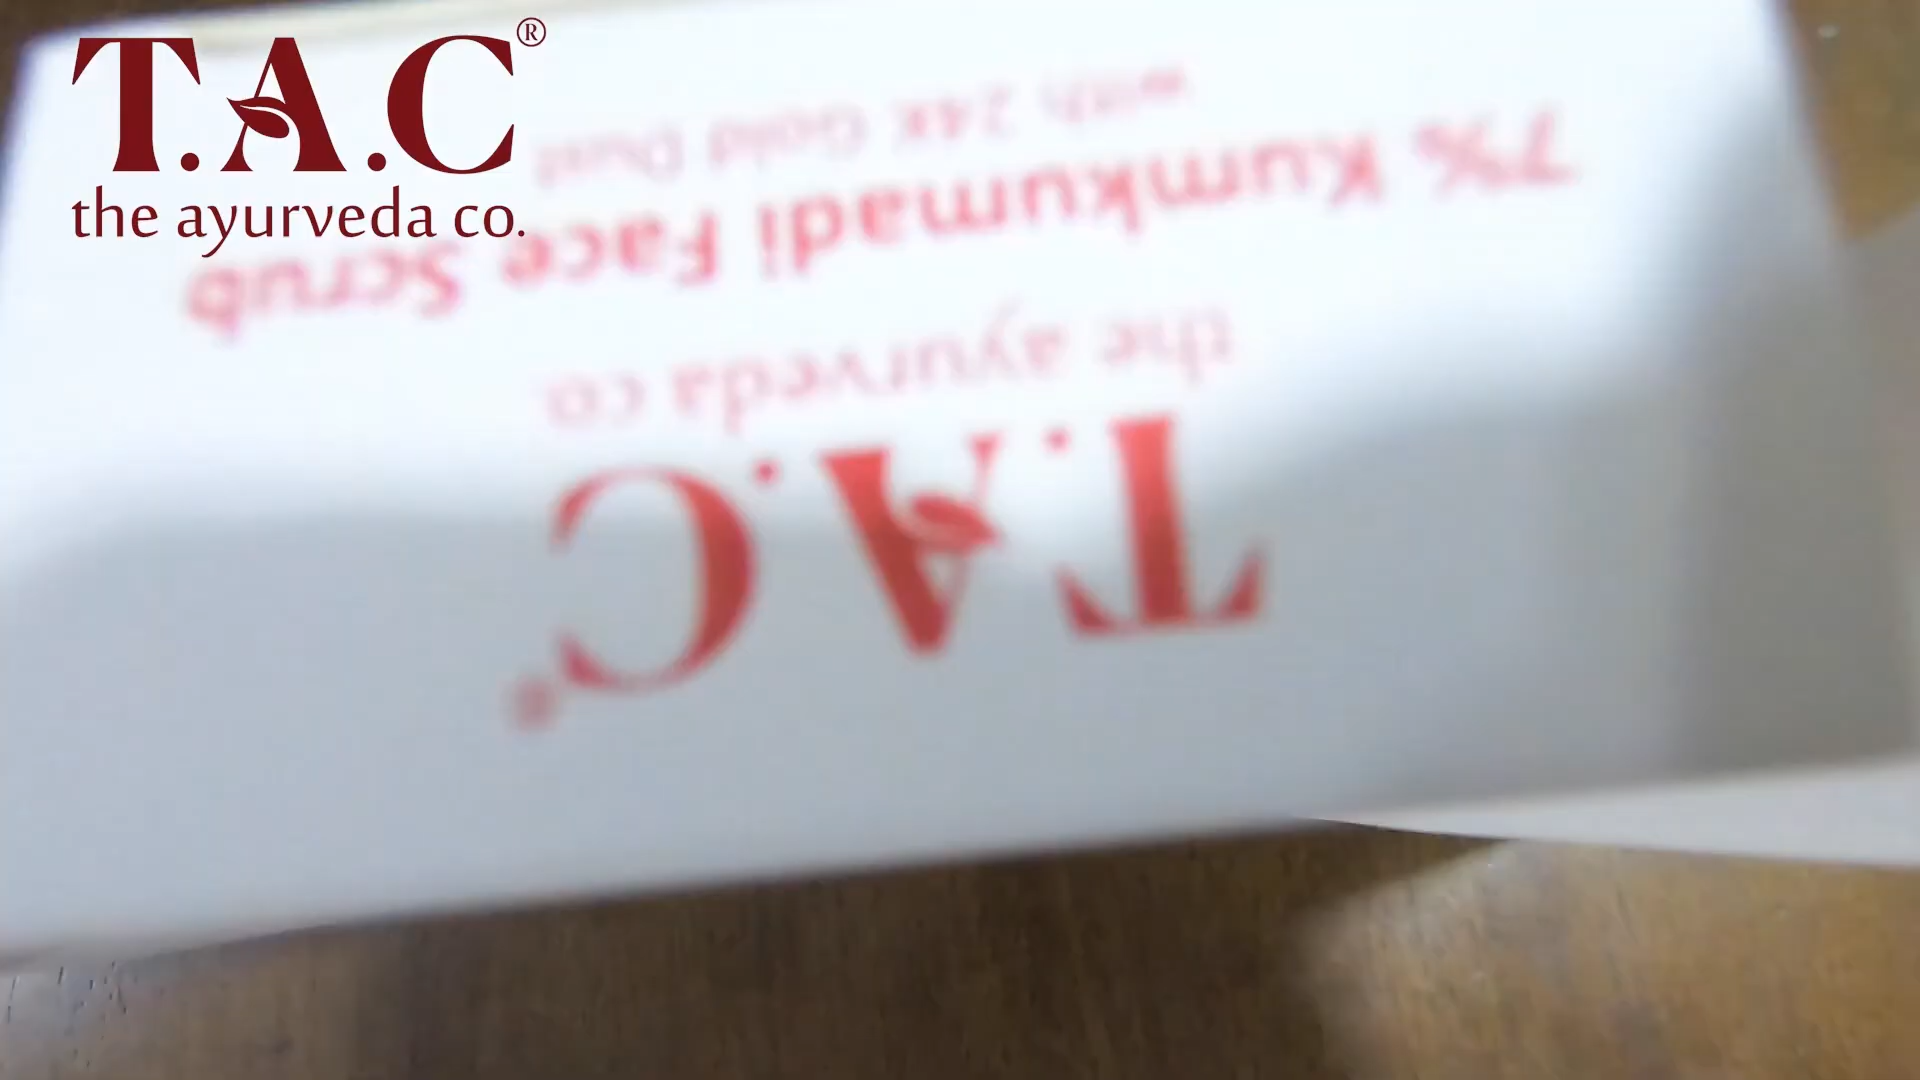 T.A.C®
the ayurveda co.
T.A.C®
the ayurveda co.
7% Kumkumadi Face Scrub
with 24K Gold Dust